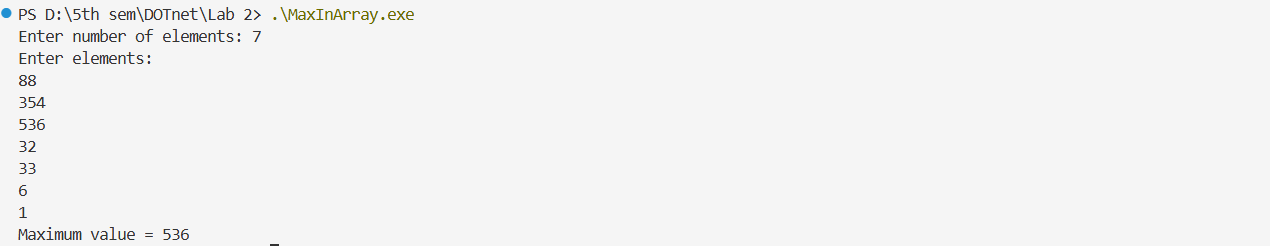 PS D:\5th sem\DOTnet\Lab 2> .\MaxInArray.exe
Enter number of elements: 7
Enter elements:
88
354
536
32
33
6
1
Maximum value = 536